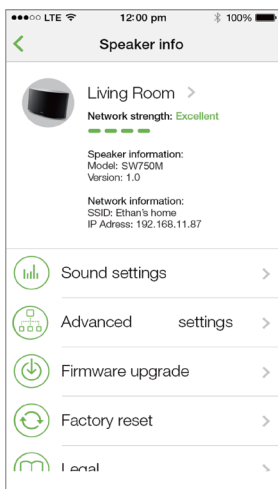 LTE 12:00 pm 100%
Speaker info
Living Room
Network strength: Excellent
Speaker information:
Model: SW750M
Version: 1.0
Network information:
SSID: Ethan's home
IP Adress: 192.168.11.87
Sound settings
Advanced settings
Firmware upgrade
Factory reset
Legal